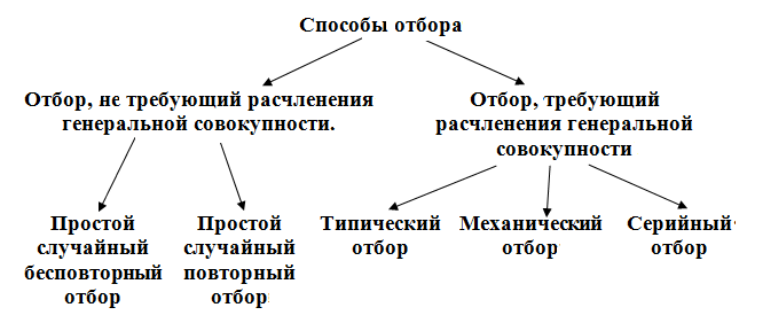 Способы отбора
Отбор, не требующий расчленения
генеральной совокупности.
Отбор, требующий
расчленения генеральной
совокупности
Простой
случайный
бесповторный
отбор
Простой
случайный
повторный
отбор
Типический
отбор
Механический
отбор
Серийный
отбор